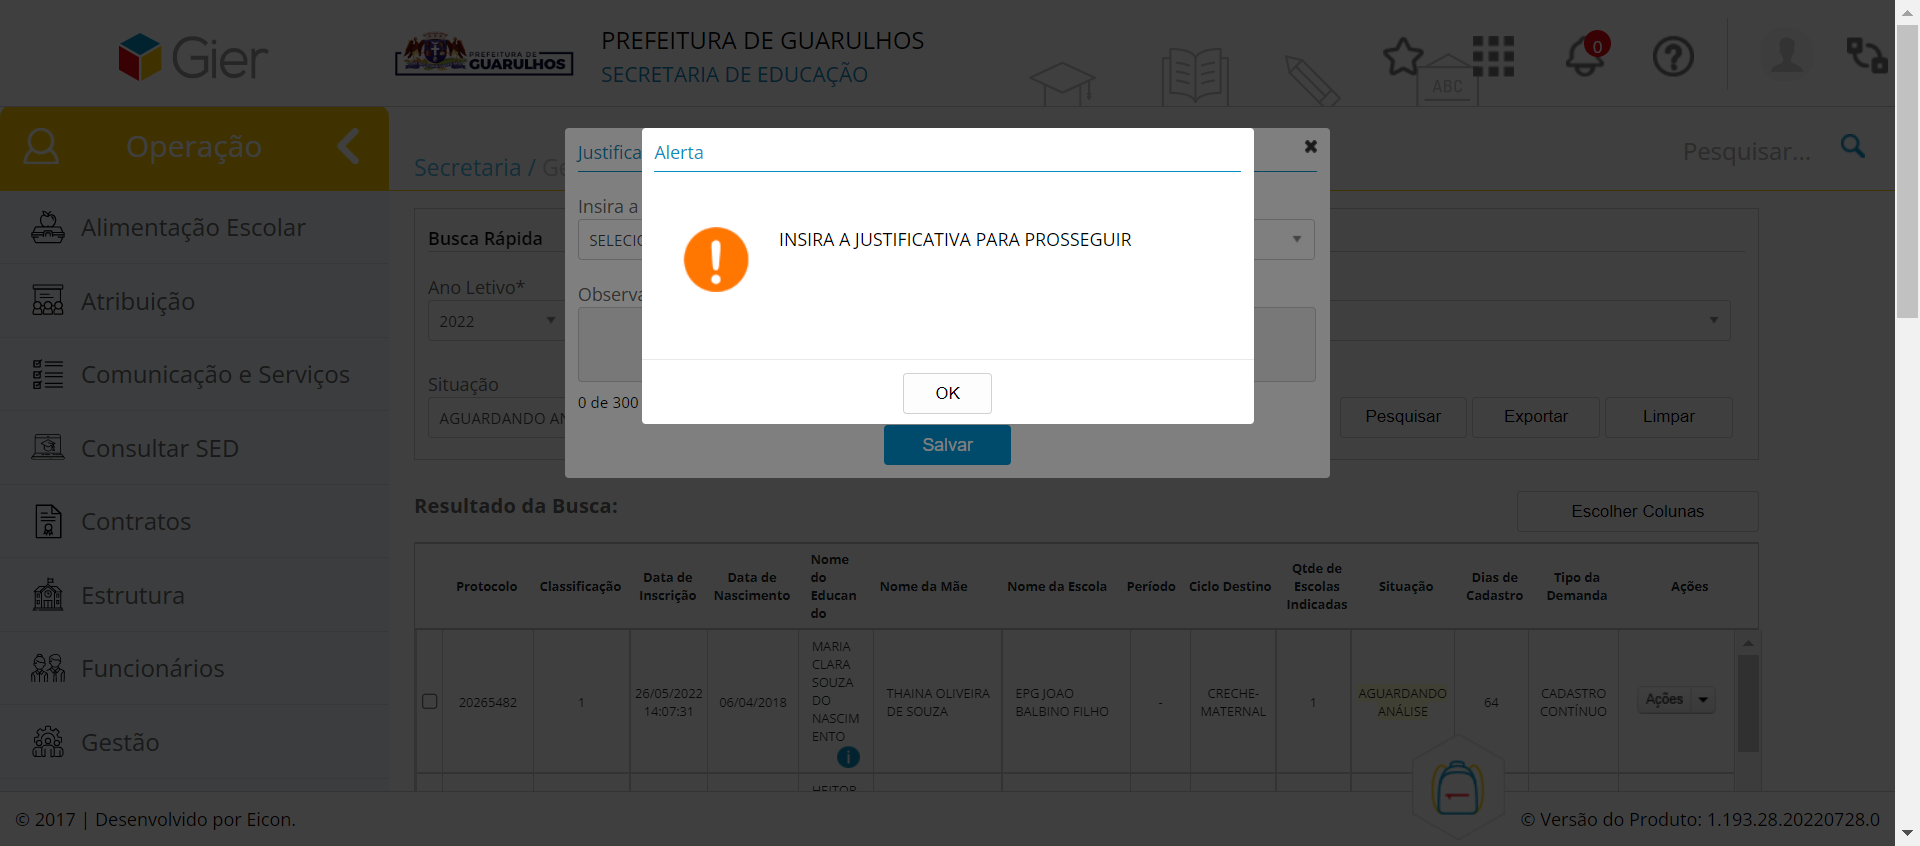 Gier
PREFEITURA DE
GUARULHOS
PREFEITURA DE GUARULHOS
SECRETARIA DE EDUCAÇÃO
ABC
0
Operação
Secretaria / Ge
Pesquisar...
Alimentação Escolar
Atribuição
Comunicação e Serviços
Consultar SED
Contratos
Estrutura
Funcionários
Gestão
Busca Rápida
Ano Letivo*
2022
Situação
AGUARDANDO AN
Justifica
Insira a
SELECIO
Observa
0 de 300
Salvar
Alerta
INSIRA A JUSTIFICATIVA PARA PROSSEGUIR
OK
Pesquisar
Exportar
Limpar
Resultado da Busca:
Escolher Colunas
Protocolo
Classificação
Data de
Inscrição
Data de
Nascimento
Nome
do
Educan
do
Nome da Mãe
Nome da Escola
Período
Ciclo Destino
Qtde de
Escolas
Indicadas
Situação
Dias de
Cadastro
Tipo da
Demanda
Ações
20265482
1
26/05/2022
14:07:31
06/04/2018
MARIA
CLARA
SOUZA
DO
NASCIM
ENTO
THAINA OLIVEIRA
DE SOUZA
EPG JOAO
BALBINO FILHO
-
CRECHE-
MATERNAL
1
AGUARDANDO
ANÁLISE
64
CADASTRO
CONTÍNUO
Ações
HEITOR
© 2017 | Desenvolvido por Eicon.
© Versão do Produto: 1.193.28.20220728.0